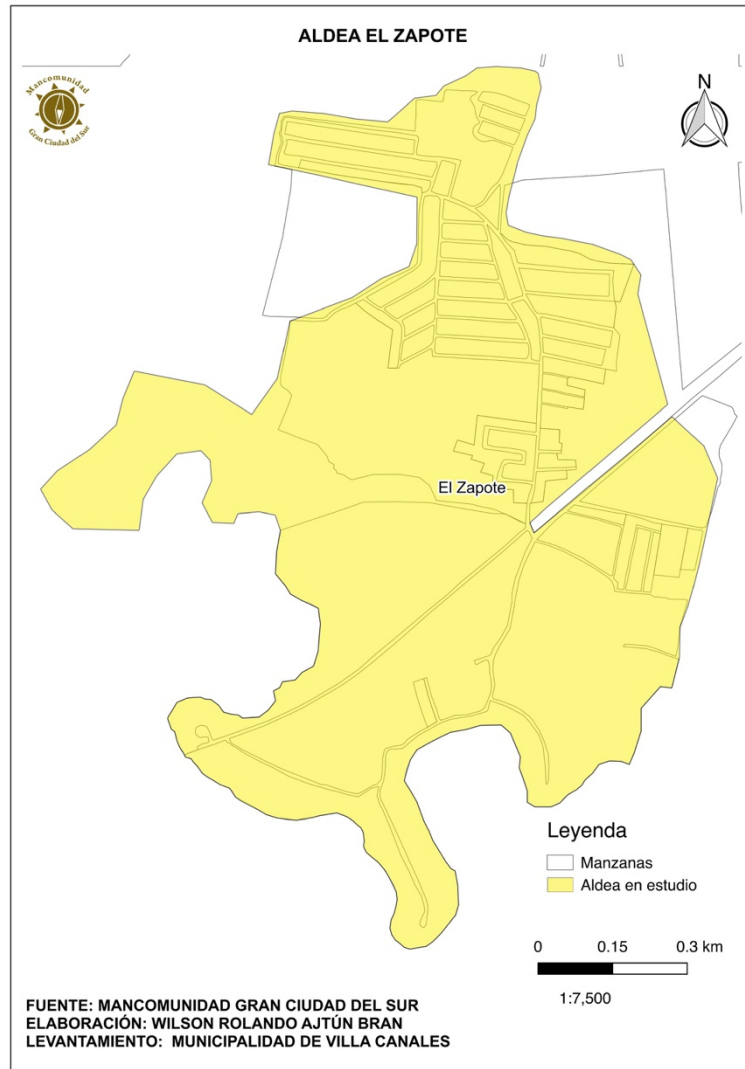 ALDEA EL ZAPOTE
Mancomunidad
Gran Ciudad del Sur
N
El Zapote
Leyenda
Manzanas
Aldea en estudio
0 0.15 0.3 km
1:7,500
FUENTE: MANCOMUNIDAD GRAN CIUDAD DEL SUR
ELABORACIÓN: WILSON ROLANDO AJTÚN BRAN
LEVANTAMIENTO: MUNICIPALIDAD DE VILLA CANALES